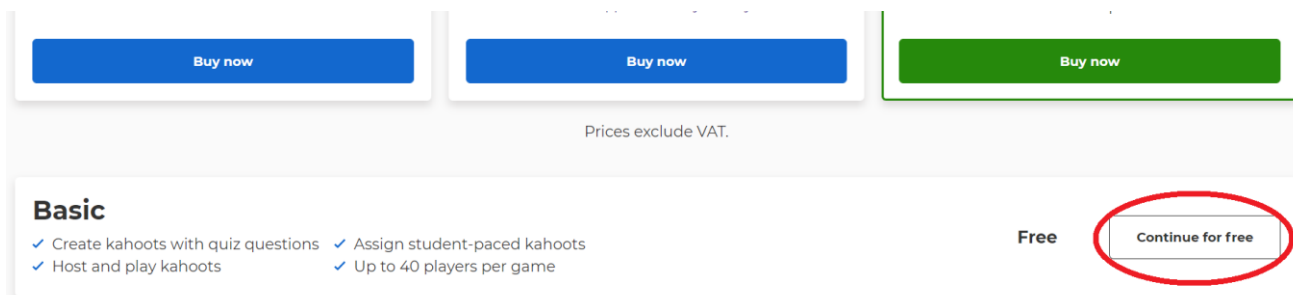 Buy now
Buy now
Buy now
Prices exclude VAT.
Basic
✓ Create kahoots with quiz questions ✓ Assign student-paced kahoots
✓ Host and play kahoots ✓ Up to 40 players per game
Free
Continue for free